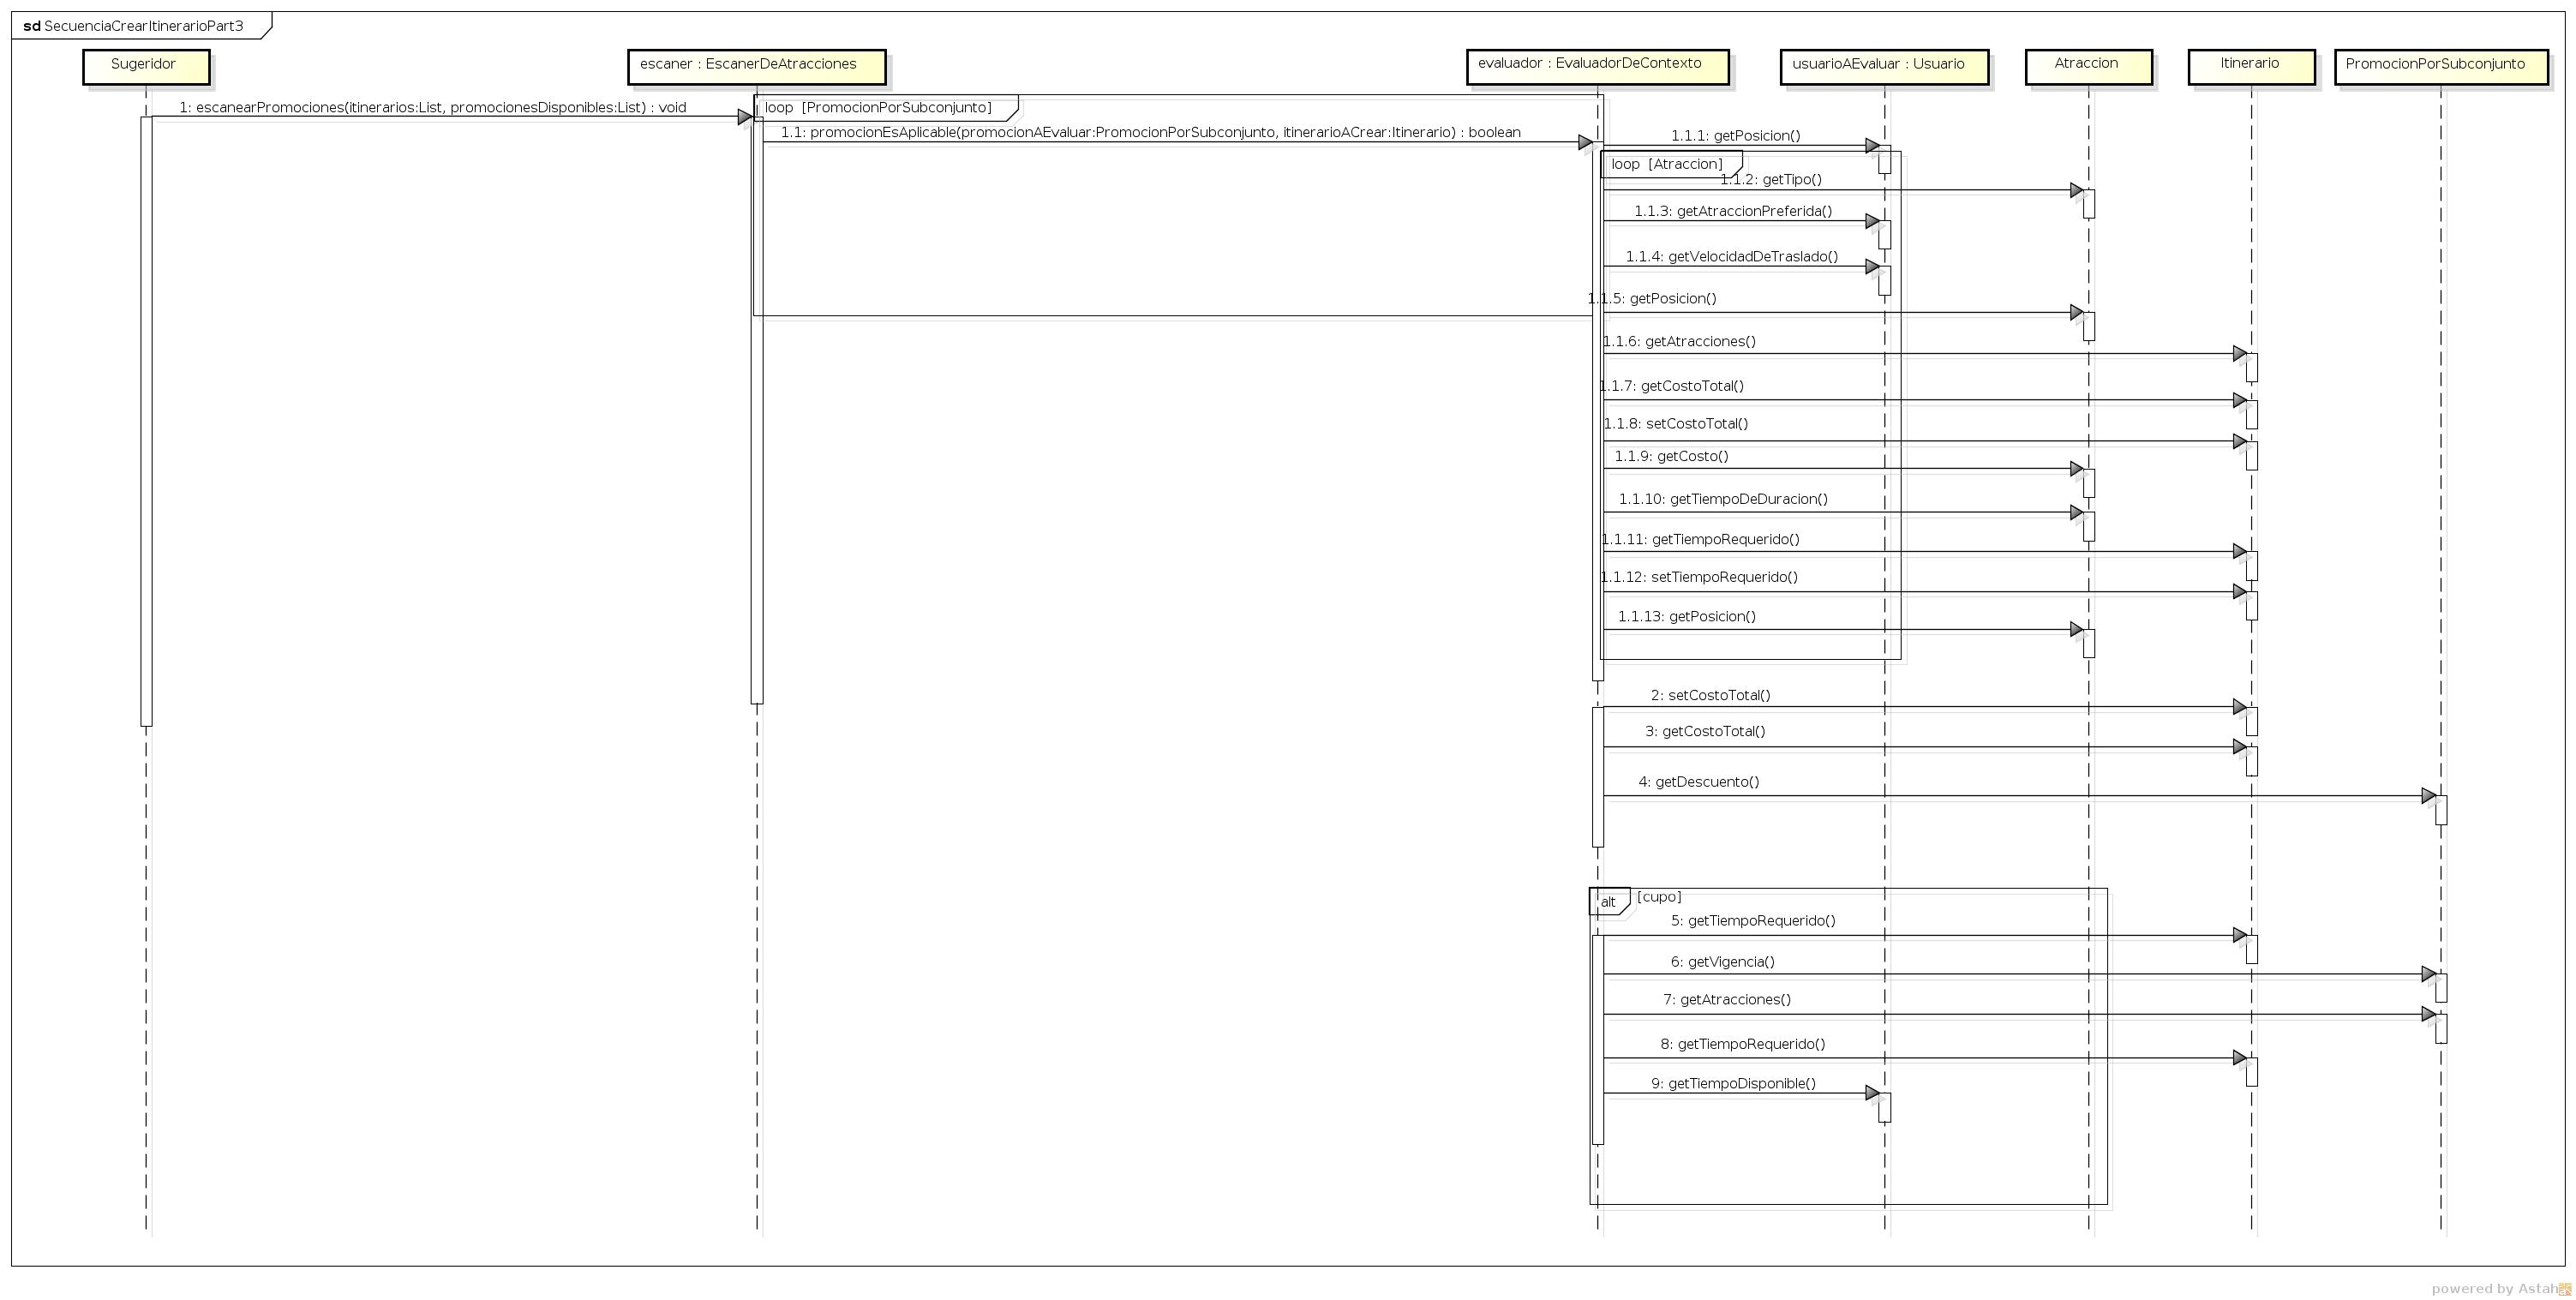 sd SecuenciaCrearItinerarioPart3
Sugeridor
escaner : EscanerDeAtracciones
evaluador : EvaluadorDeContexto
usuarioAEvaluar : Usuario
Atraccion
Itinerario
PromocionPorSubconjunto
1: escanearPromociones(itinerarios:List, promocionesDisponibles:List) : void
loop [PromocionPorSubconjunto]
1.1: promocionEsAplicable(promocionAEvaluar:PromocionPorSubconjunto, itinerarioACrear:Itinerario) : boolean
1.1.1: getPosicion()
loop [Atraccion]
1.1.2: getTipo()
1.1.3: getAtraccionPreferida()
1.1.4: getVelocidadDeTraslado()
1.1.5: getPosicion()
1.1.6: getAtracciones()
1.1.7: getCostoTotal()
1.1.8: setCostoTotal()
1.1.9: getCosto()
1.1.10: getTiempoDeDuracion()
1.1.11: getTiempoRequerido()
1.1.12: setTiempoRequerido()
1.1.13: getPosicion()
2: setCostoTotal()
3: getCostoTotal()
4: getDescuento()
alt [cupo]
5: getTiempoRequerido()
6: getVigencia()
7: getAtracciones()
8: getTiempoRequerido()
9: getTiempoDisponible()
powered by Astah